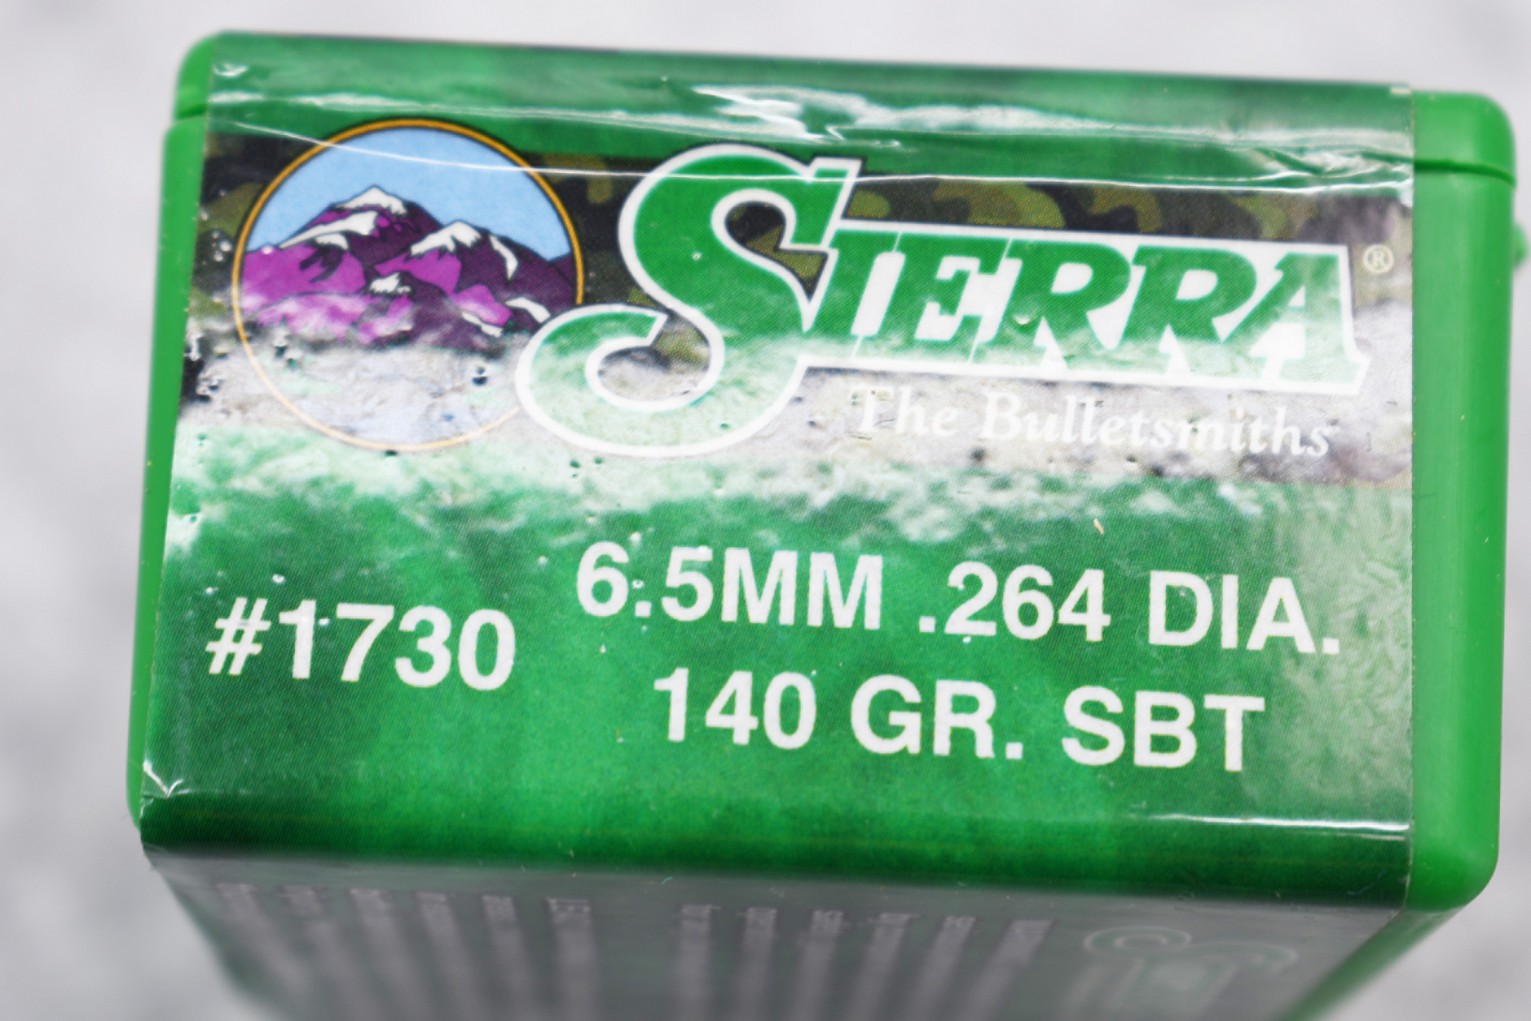 SIERRA®
The Bulletsmiths
#1730
6.5MM .264 DIA.
140 GR. SBT